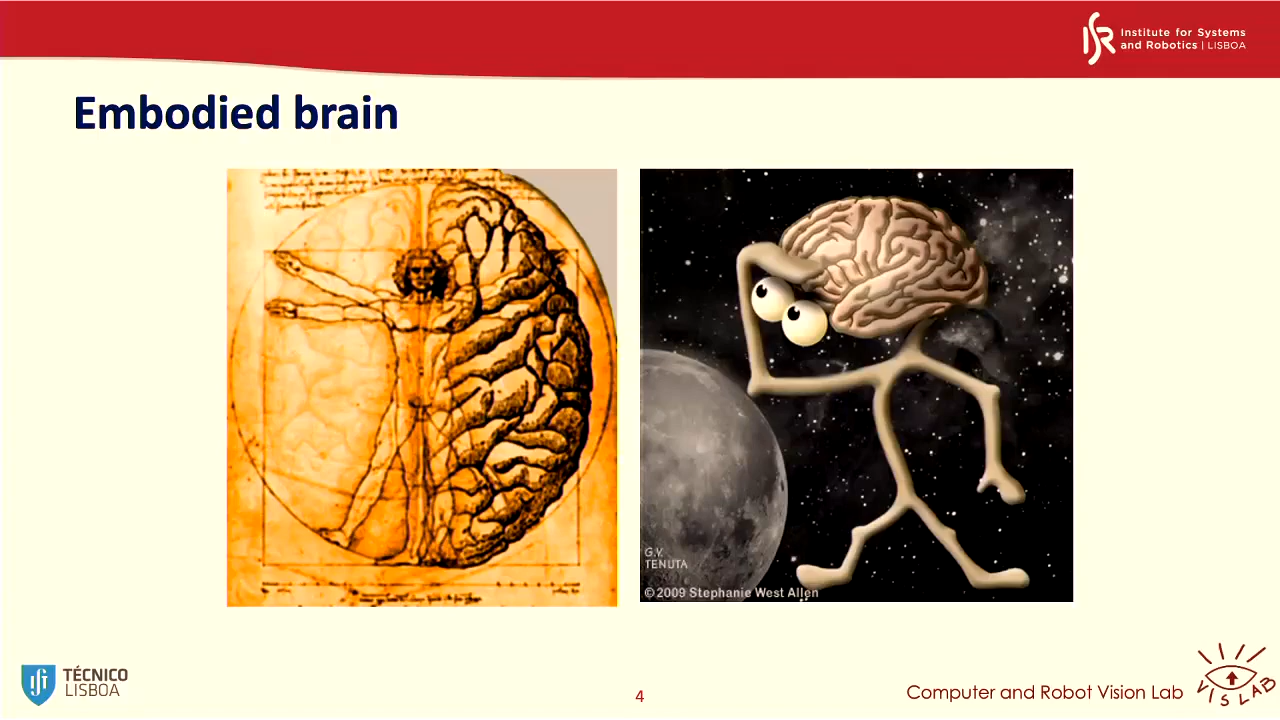 Institute for Systems
and Robotics | LISBOA
Embodied brain
G.V.
TENUTA
©2009 Stephanie West Allen
TÉCNICO
LISBOA
4
Computer and Robot Vision Lab
VISLAB